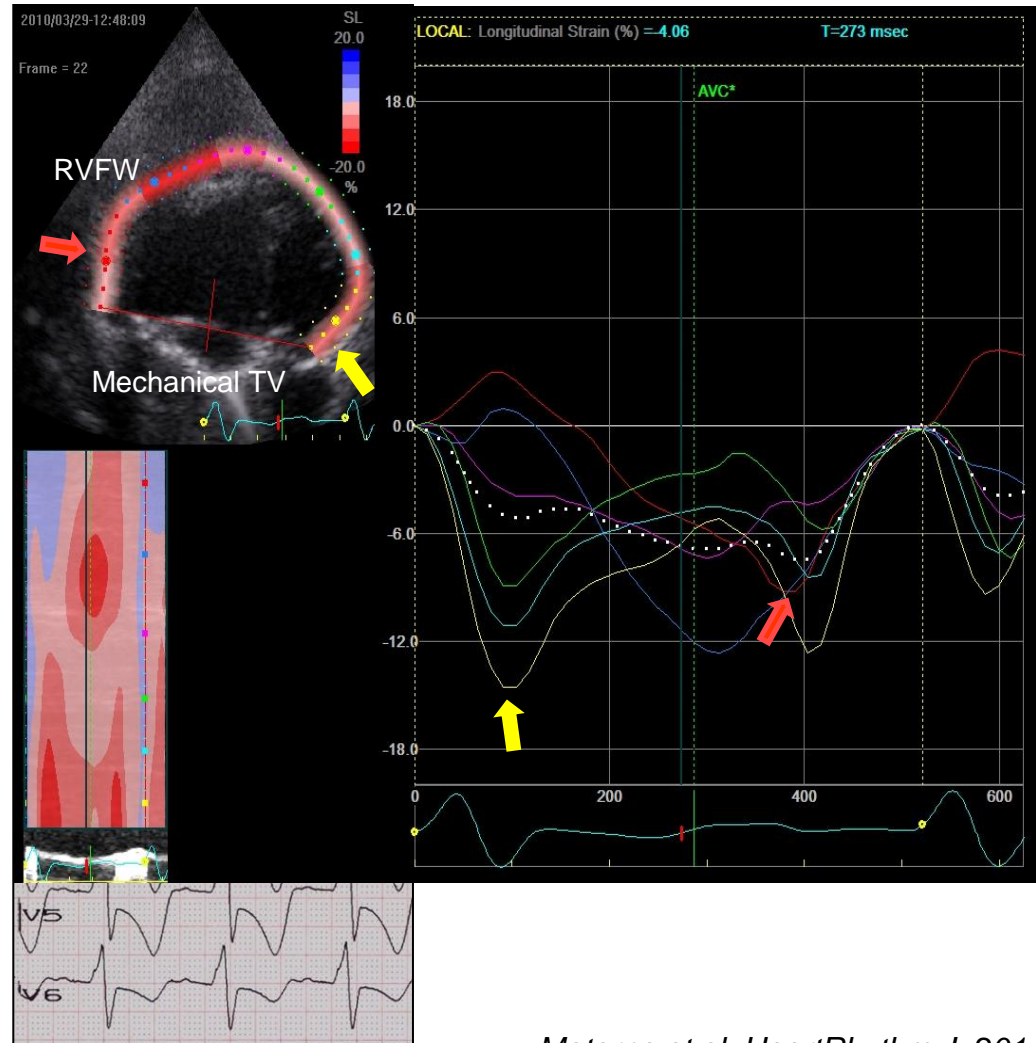 2010/03/29-12:48:09
SL
20.0
Frame = 22
-20.0
%
RVFW
Mechanical TV
LOCAL: Longitudinal Strain (%) =-4.06 T=273 msec
AVC*
18.0
12.0
6.0
0.0
-6.0
-12.0
-18.0
0 200 400 600
V5
V6